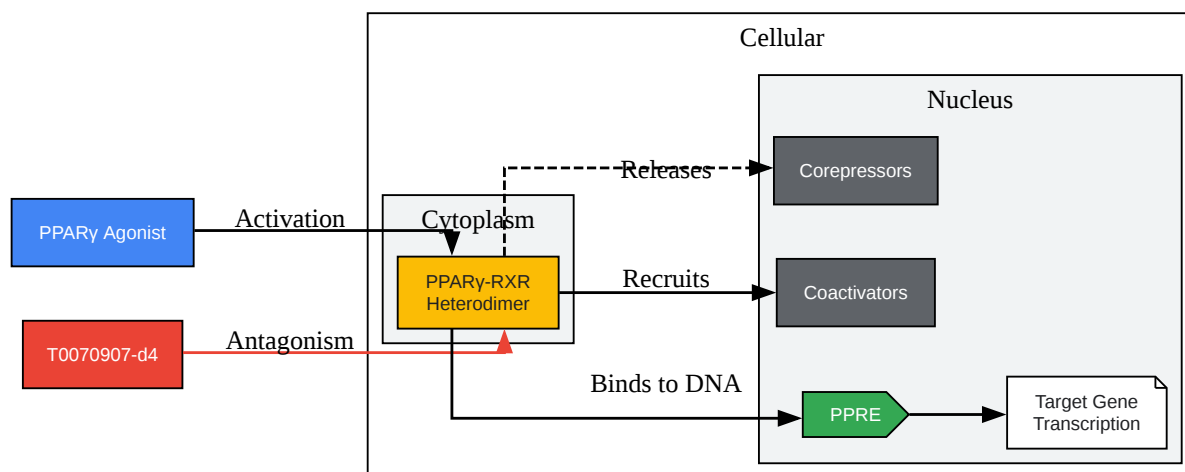 Cellular
Nucleus
Releases
Corepressors
Cytoplasm
PPARγ Agonist
Activation
PPARγ-RXR
Heterodimer
Recruits
Coactivators
T0070907-d4
Antagonism
Binds to DNA
PPRE
Target Gene
Transcription